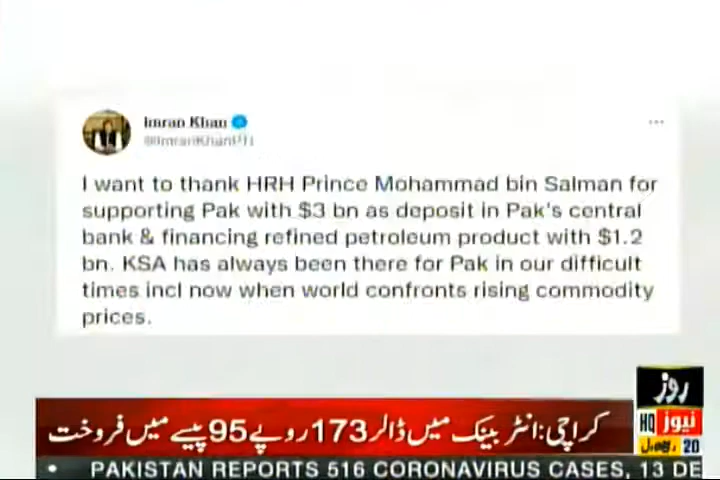 Imran Khan
@ImranKhanPTI
I want to thank HRH Prince Mohammad bin Salman for
supporting Pak with $3 bn as deposit in Pak's central
bank & financing refined petroleum product with $1.2
bn. KSA has always been there for Pak in our difficult
times incl now when world confronts rising commodity
prices.
روز
HQ نیوز
20
کراچی:انٹر بینک میں ڈالر 173 روپے 95 پیسے میں فروخت
• PAKISTAN REPORTS 516 CORONAVIRUS CASES, 13 DE